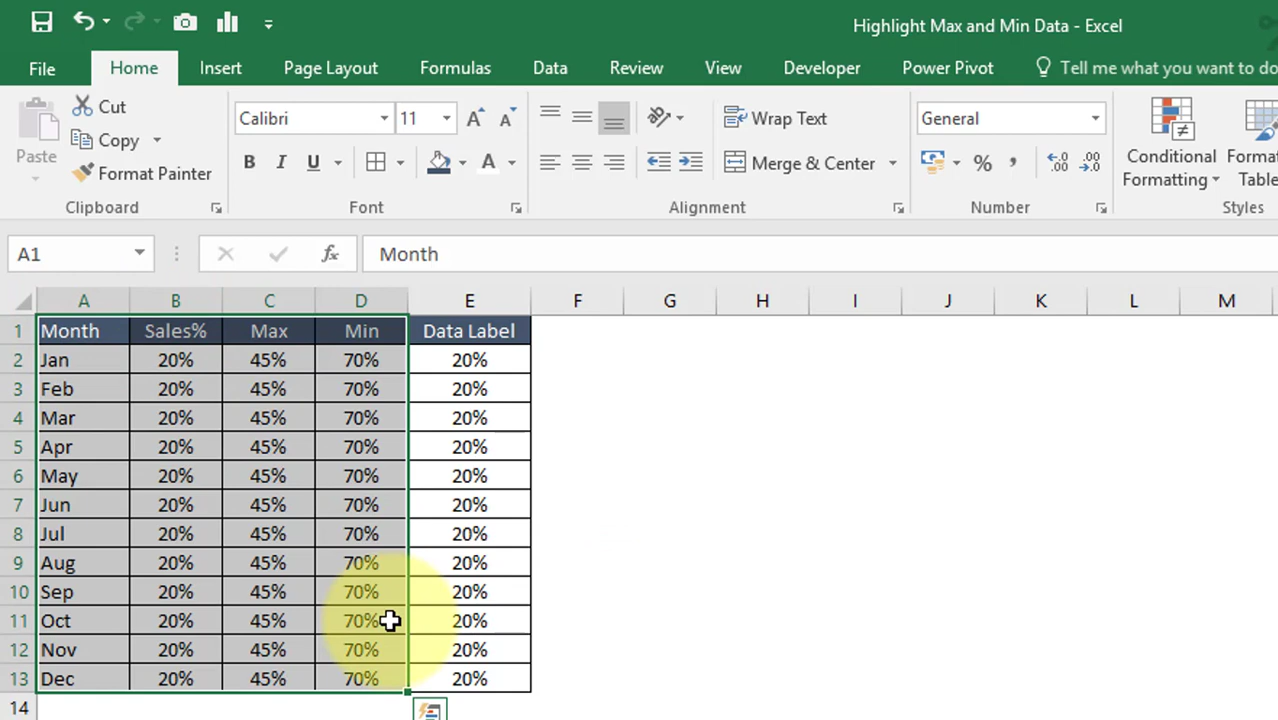 Highlight Max and Min Data - Excel
File Home Insert Page Layout Formulas Data Review View Developer Power Pivot Tell me what you want to do
Paste
Cut
Copy
Format Painter
Clipboard
Calibri 11 A A
B I U A
Font
Wrap Text
Merge & Center
Alignment
General
% , .00 .0
Number
Conditional
Formatting
Format
Table
Styles
A1 fx Month
A B C D E F G H I J K L M
1 Month Sales% Max Min Data Label
2 Jan 20% 45% 70% 20%
3 Feb 20% 45% 70% 20%
4 Mar 20% 45% 70% 20%
5 Apr 20% 45% 70% 20%
6 May 20% 45% 70% 20%
7 Jun 20% 45% 70% 20%
8 Jul 20% 45% 70% 20%
9 Aug 20% 45% 70% 20%
10 Sep 20% 45% 70% 20%
11 Oct 20% 45% 70% 20%
12 Nov 20% 45% 70% 20%
13 Dec 20% 45% 70% 20%
14